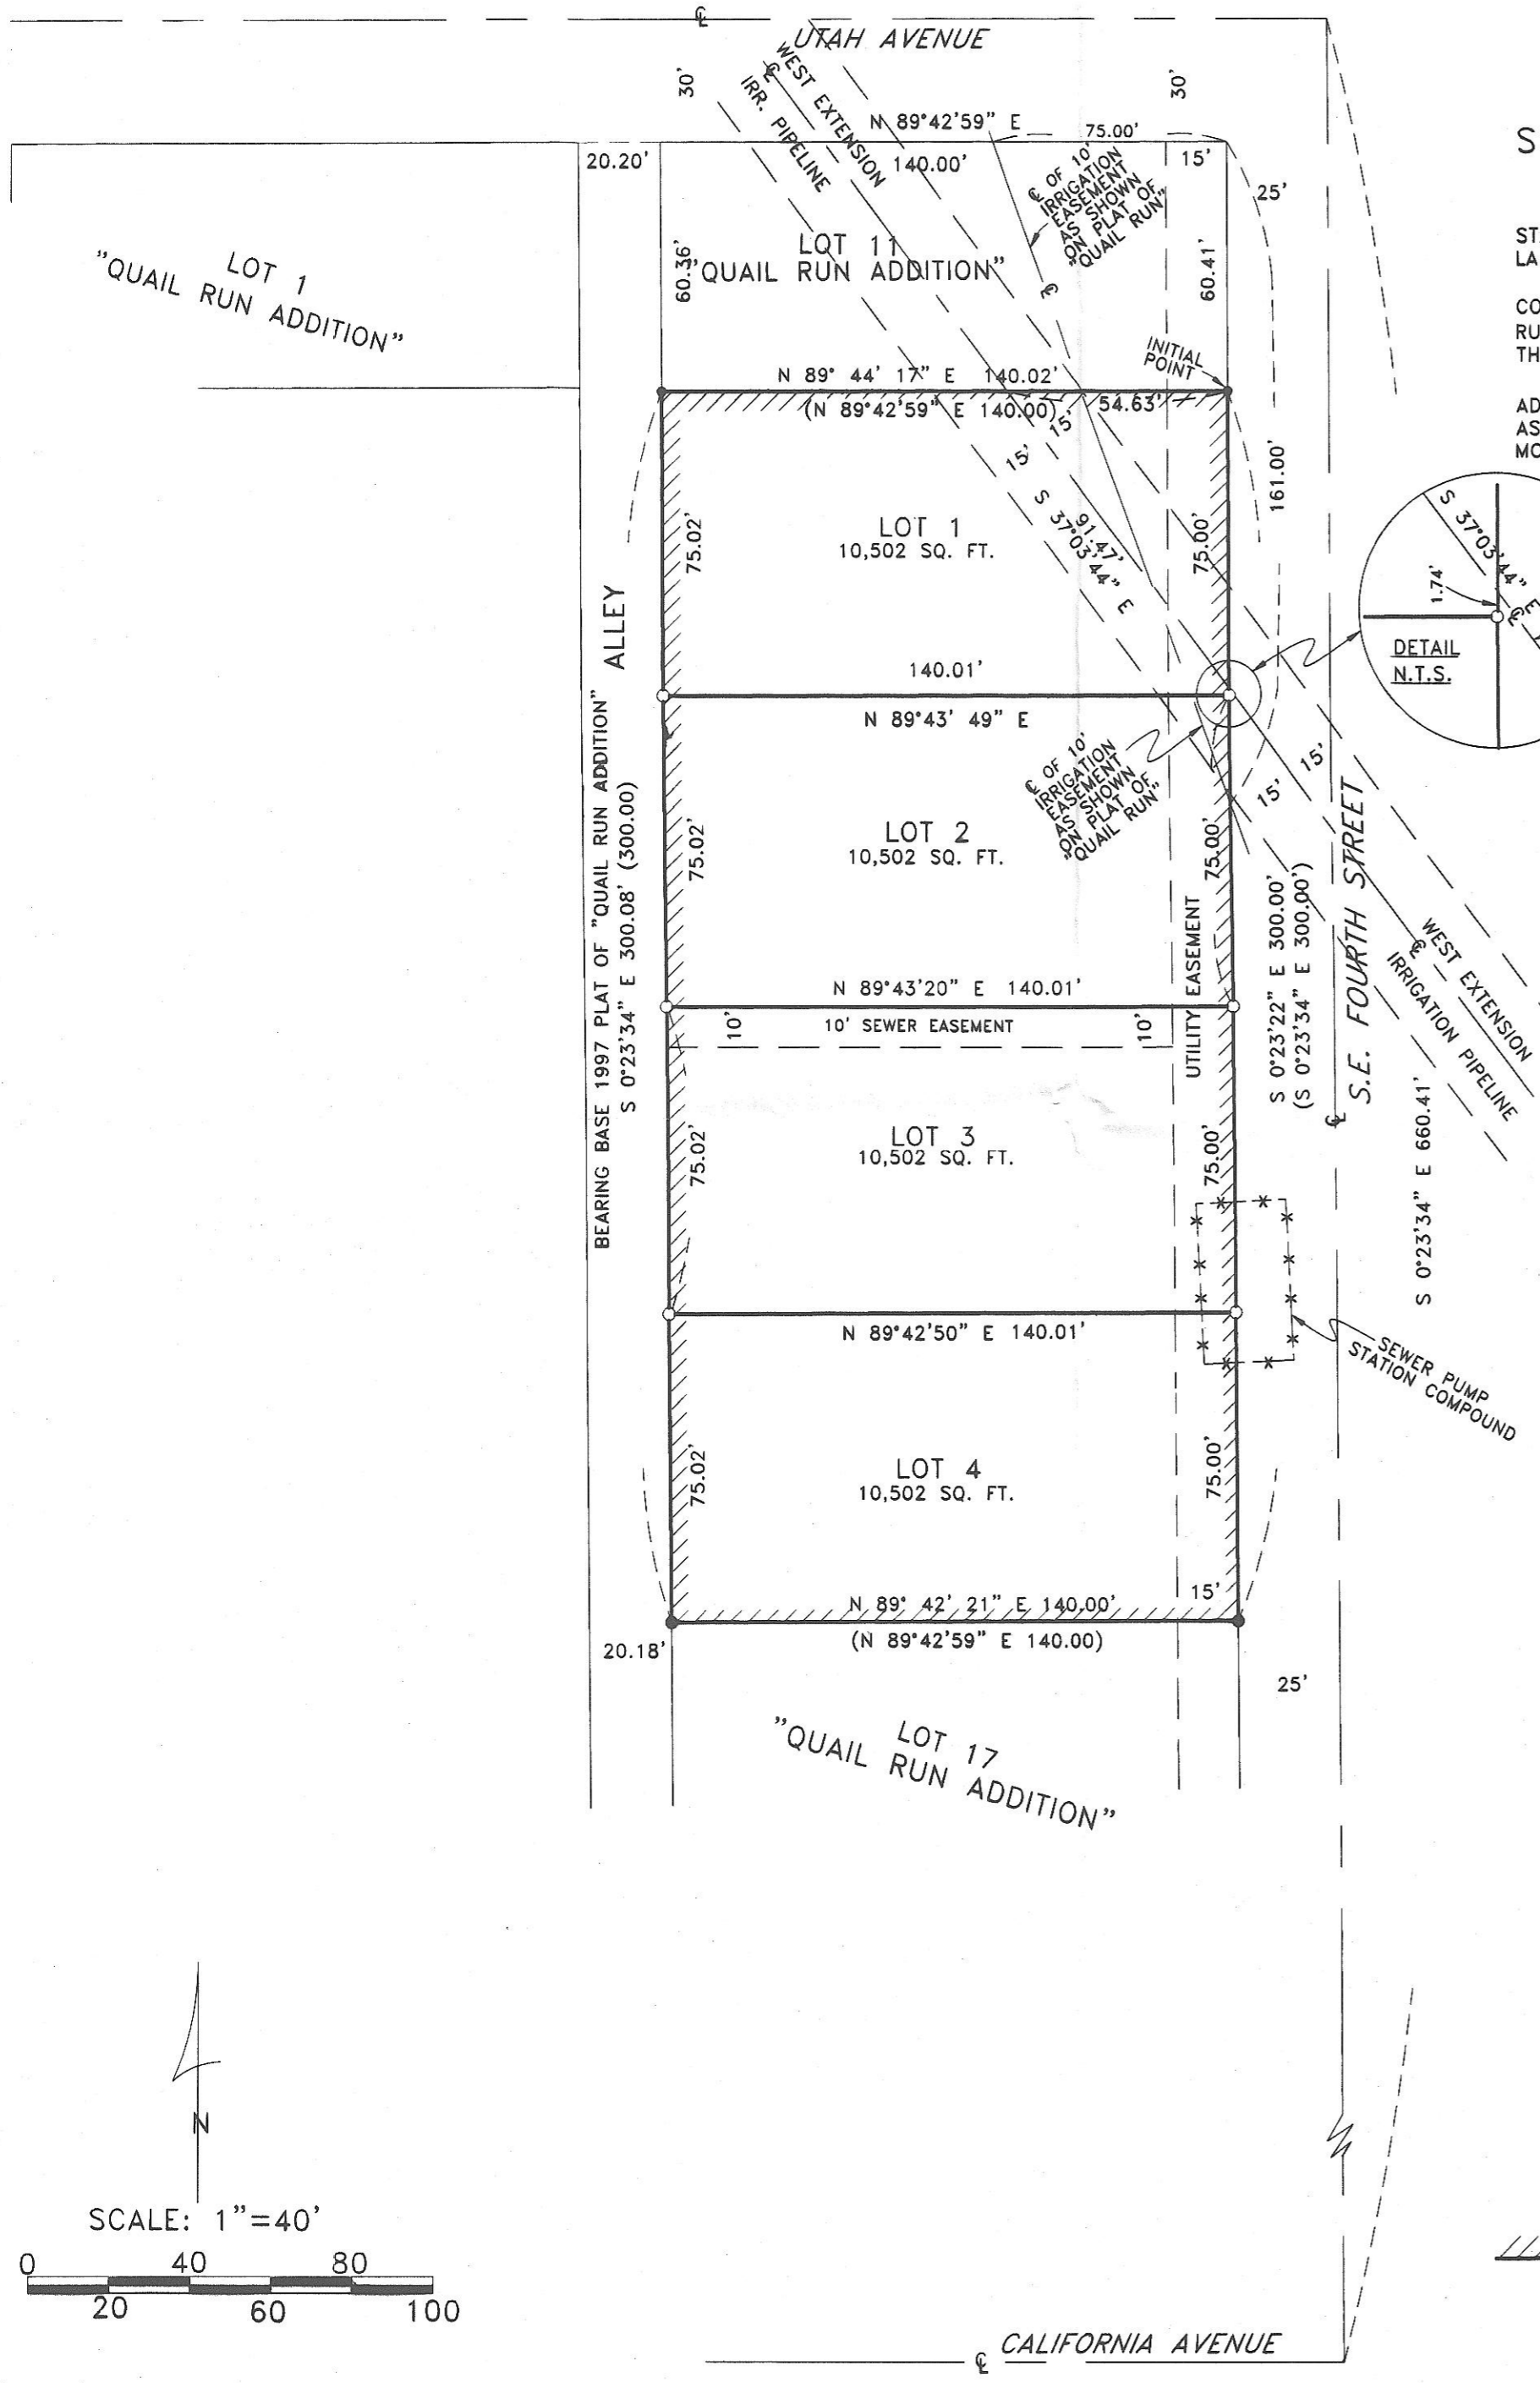 ℄
UTAH AVENUE
30'
30'
WEST EXTENSION
℄
IRR. PIPELINE
N 89°42'59" E
75.00'
20.20'
140.00'
15'
25'
℄ OF 10'
IRRIGATION
EASEMENT
AS SHOWN
ON PLAT OF
"QUAIL RUN"
℄
LOT 1
"QUAIL RUN ADDITION"
LOT 11
"QUAIL RUN ADDITION"
60.36'
60.41'
INITIAL
POINT
N 89° 44' 17" E 140.02'
(N 89°42'59" E 140.00)
54.63'
15'
15'
S 37°03'44" E
91.47'
161.00'
LOT 1
10,502 SQ. FT.
75.02'
75.00'
S
ST
LA
CO
RU
TH
AD
AS
MO
S 37°03'44" E
1.74'
℄
DETAIL
N.T.S.
ALLEY
BEARING BASE 1997 PLAT OF "QUAIL RUN ADDITION"
S 0°23'34" E 300.08' (300.00)
140.01'
N 89°43' 49" E
℄ OF 10'
IRRIGATION
EASEMENT
AS SHOWN
ON PLAT OF
"QUAIL RUN"
15'
15'
LOT 2
10,502 SQ. FT.
75.02'
75.00'
UTILITY EASEMENT
S 0°23'22" E 300.00'
(S 0°23'34" E 300.00')
S.E. FOURTH STREET
℄
WEST EXTENSION
℄
IRRIGATION PIPELINE
S 0°23'34" E 660.41'
N 89°43'20" E 140.01'
10'
10' SEWER EASEMENT
10'
LOT 3
10,502 SQ. FT.
75.02'
75.00'
N 89°42'50" E 140.01'
SEWER PUMP
STATION COMPOUND
LOT 4
10,502 SQ. FT.
75.02'
75.00'
15'
N 89° 42' 21" E 140.00'
(N 89°42'59" E 140.00)
20.18'
25'
LOT 17
"QUAIL RUN ADDITION"
N
SCALE: 1"=40'
0 40 80
20 60 100
CALIFORNIA AVENUE
℄